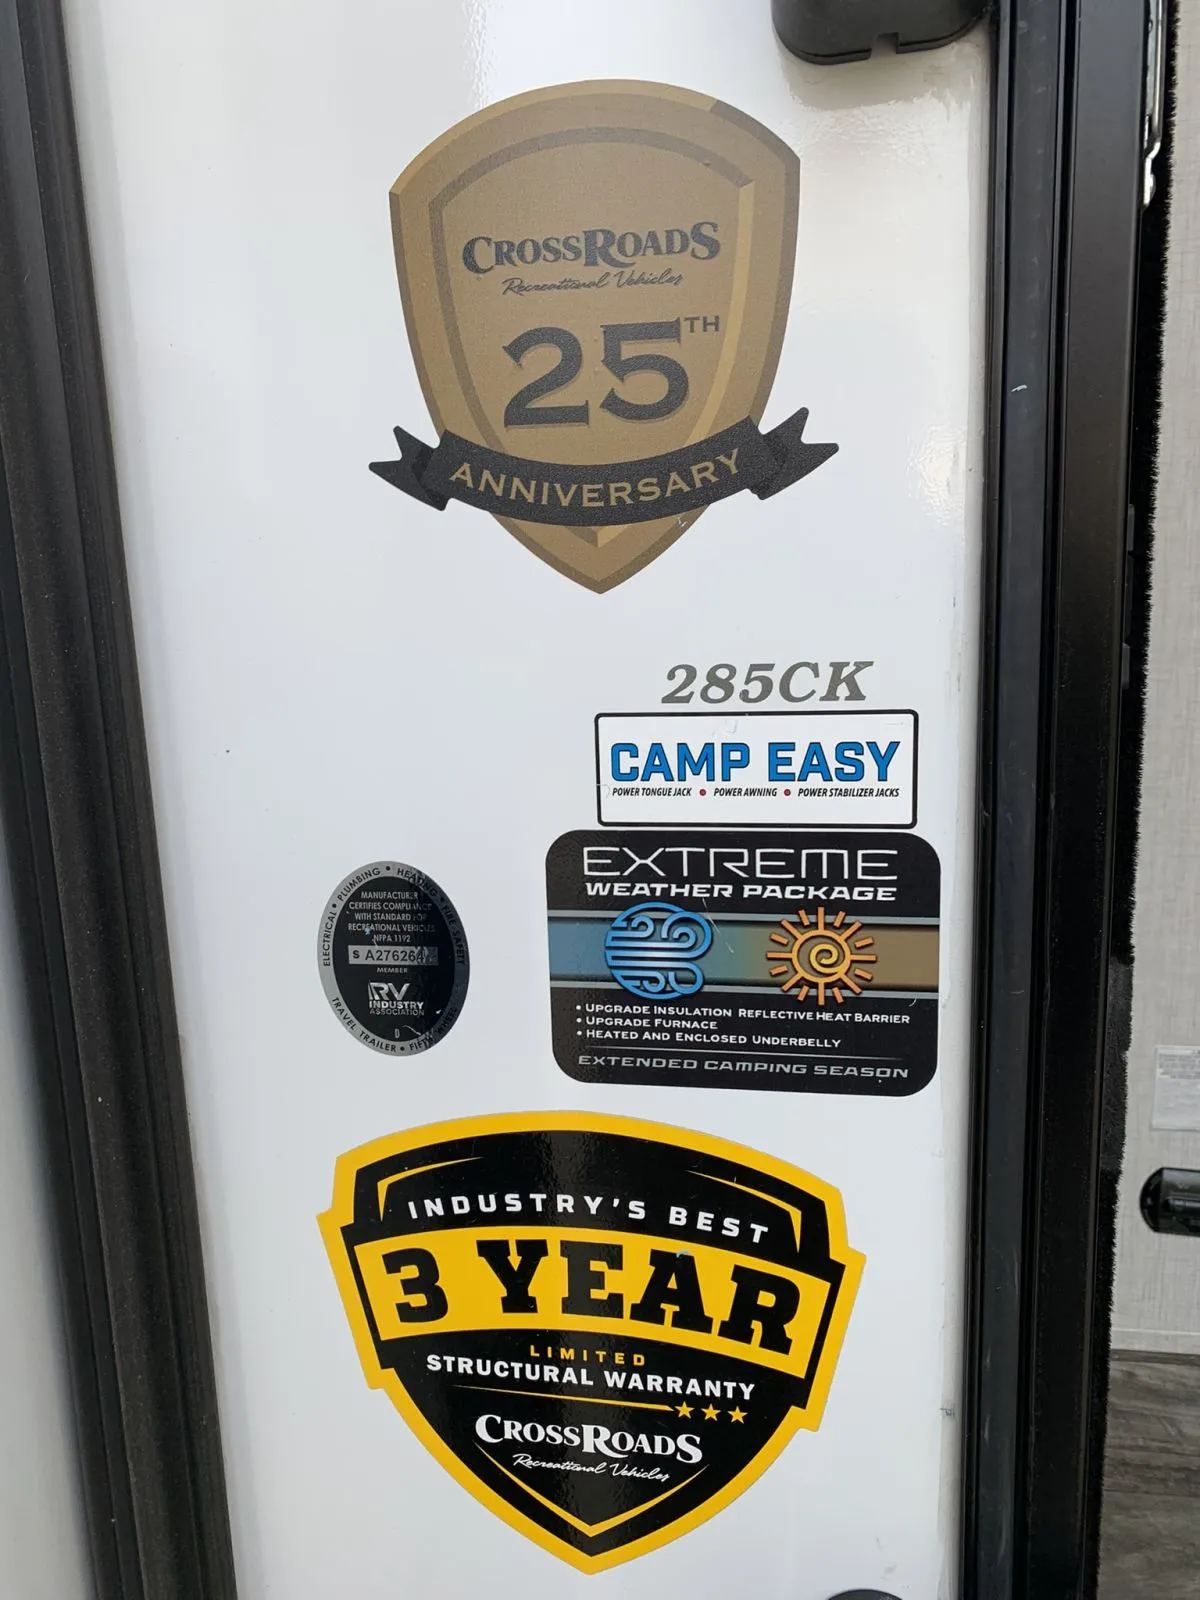 CROSSROADS
Recreational Vehicles
25TH
ANNIVERSARY
285CK
CAMP EASY
POWER TONGUE JACK • POWER AWNING • POWER STABILIZER JACKS
EXTREME
WEATHER PACKAGE
• UPGRADE INSULATION REFLECTIVE HEAT BARRIER
• UPGRADE FURNACE
• HEATED AND ENCLOSED UNDERBELLY
EXTENDED CAMPING SEASON
ELECTRICAL • PLUMBING • HEATING • FIRE SAFETY
MANUFACTURER
CERTIFIES COMPLIANCE
WITH STANDARD FOR
RECREATIONAL VEHICLES
NFPA 1192
S
MEMBER
RV
INDUSTRY
ASSOCIATION
D
TRAVEL TRAILER • FIFTH WHEEL
INDUSTRY'S BEST
3 YEAR
LIMITED
STRUCTURAL WARRANTY
CROSSROADS
Recreational Vehicles